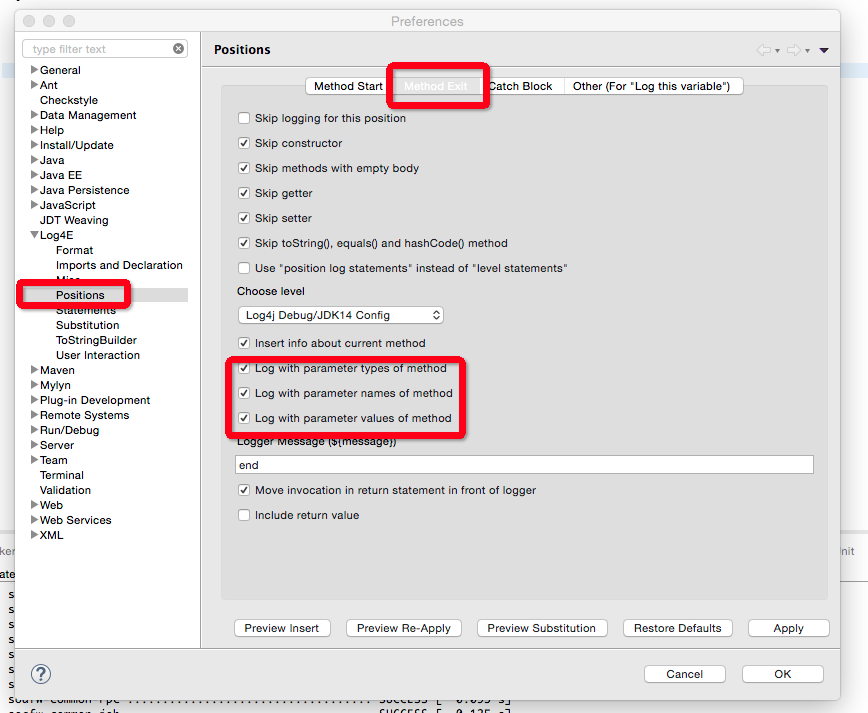 Preferences
type filter text
Positions
General
Ant
Checkstyle
Data Management
Help
Install/Update
Java
Java EE
Java Persistence
JavaScript
JDT Weaving
Log4E
Format
Imports and Declaration
Misc
Positions
Statements
Substitution
ToStringBuilder
User Interaction
Maven
Mylyn
Plug-in Development
Remote Systems
Run/Debug
Server
Team
Terminal
Validation
Web
Web Services
XML
Method Start Method Exit Catch Block Other (For "Log this variable")
Skip logging for this position
Skip constructor
Skip methods with empty body
Skip getter
Skip setter
Skip toString(), equals() and hashCode() method
Use "position log statements" instead of "level statements"
Choose level
Log4j Debug/JDK14 Config
Insert info about current method
Log with parameter types of method
Log with parameter names of method
Log with parameter values of method
Logger Message (${message})
end
Move invocation in return statement in front of logger
Include return value
Preview Insert Preview Re-Apply Preview Substitution Restore Defaults Apply
? Cancel OK